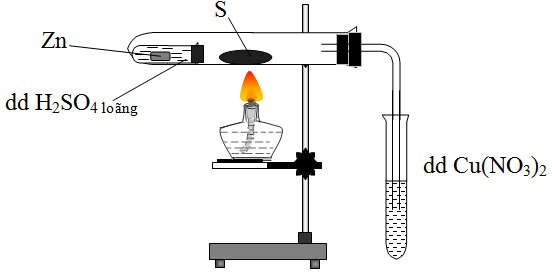 S
Zn
dd H₂SO₄ loãng
dd Cu(NO₃)₂